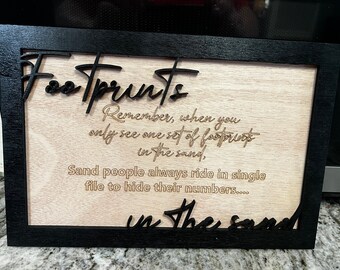 Footprints
Remember, when you
only see one set of footprints
in the sand,
Sand people always ride in single
file to hide their numbers....
in the sand